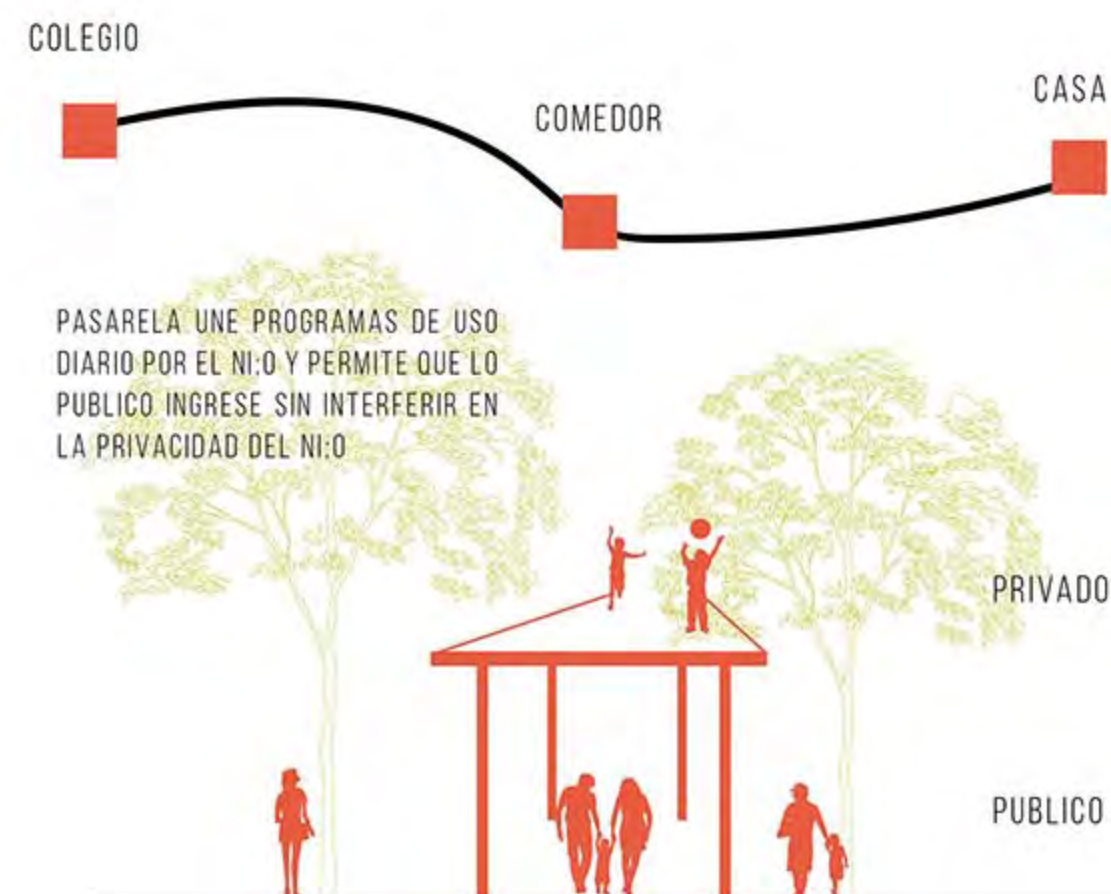 COLEGIO
COMEDOR
CASA
PASARELA UNE PROGRAMAS DE USO
DIARIO POR EL NI:O Y PERMITE QUE LO
PUBLICO INGRESE SIN INTERFERIR EN
LA PRIVACIDAD DEL NI:O
PRIVADO
PUBLICO